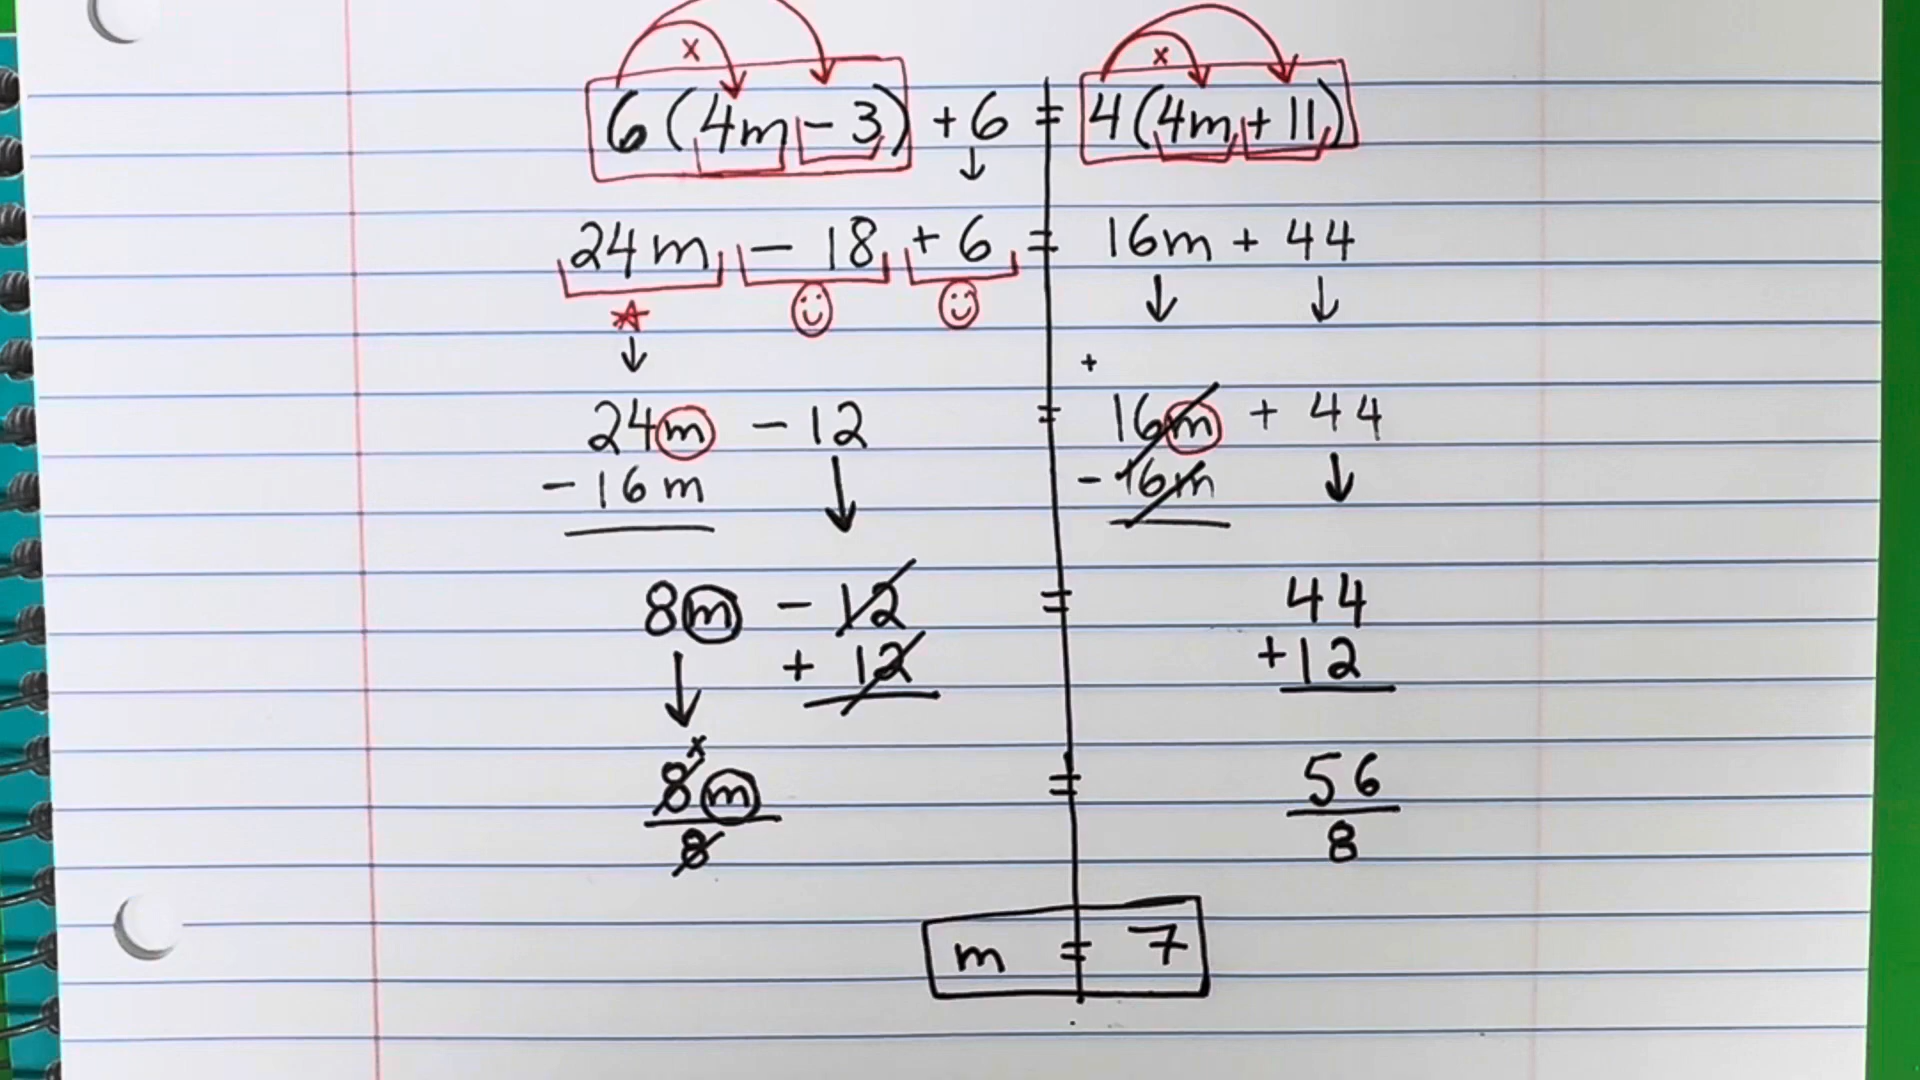 x x
6(4m - 3) + 6 = 4(4m + 11)
24m - 18 + 6 = 16m + 44
+
24m - 12 = 16m + 44
- 16m - 16m
8m - 12 = 44
+ 12 +12
x
8m = 56
8 8
m = 7